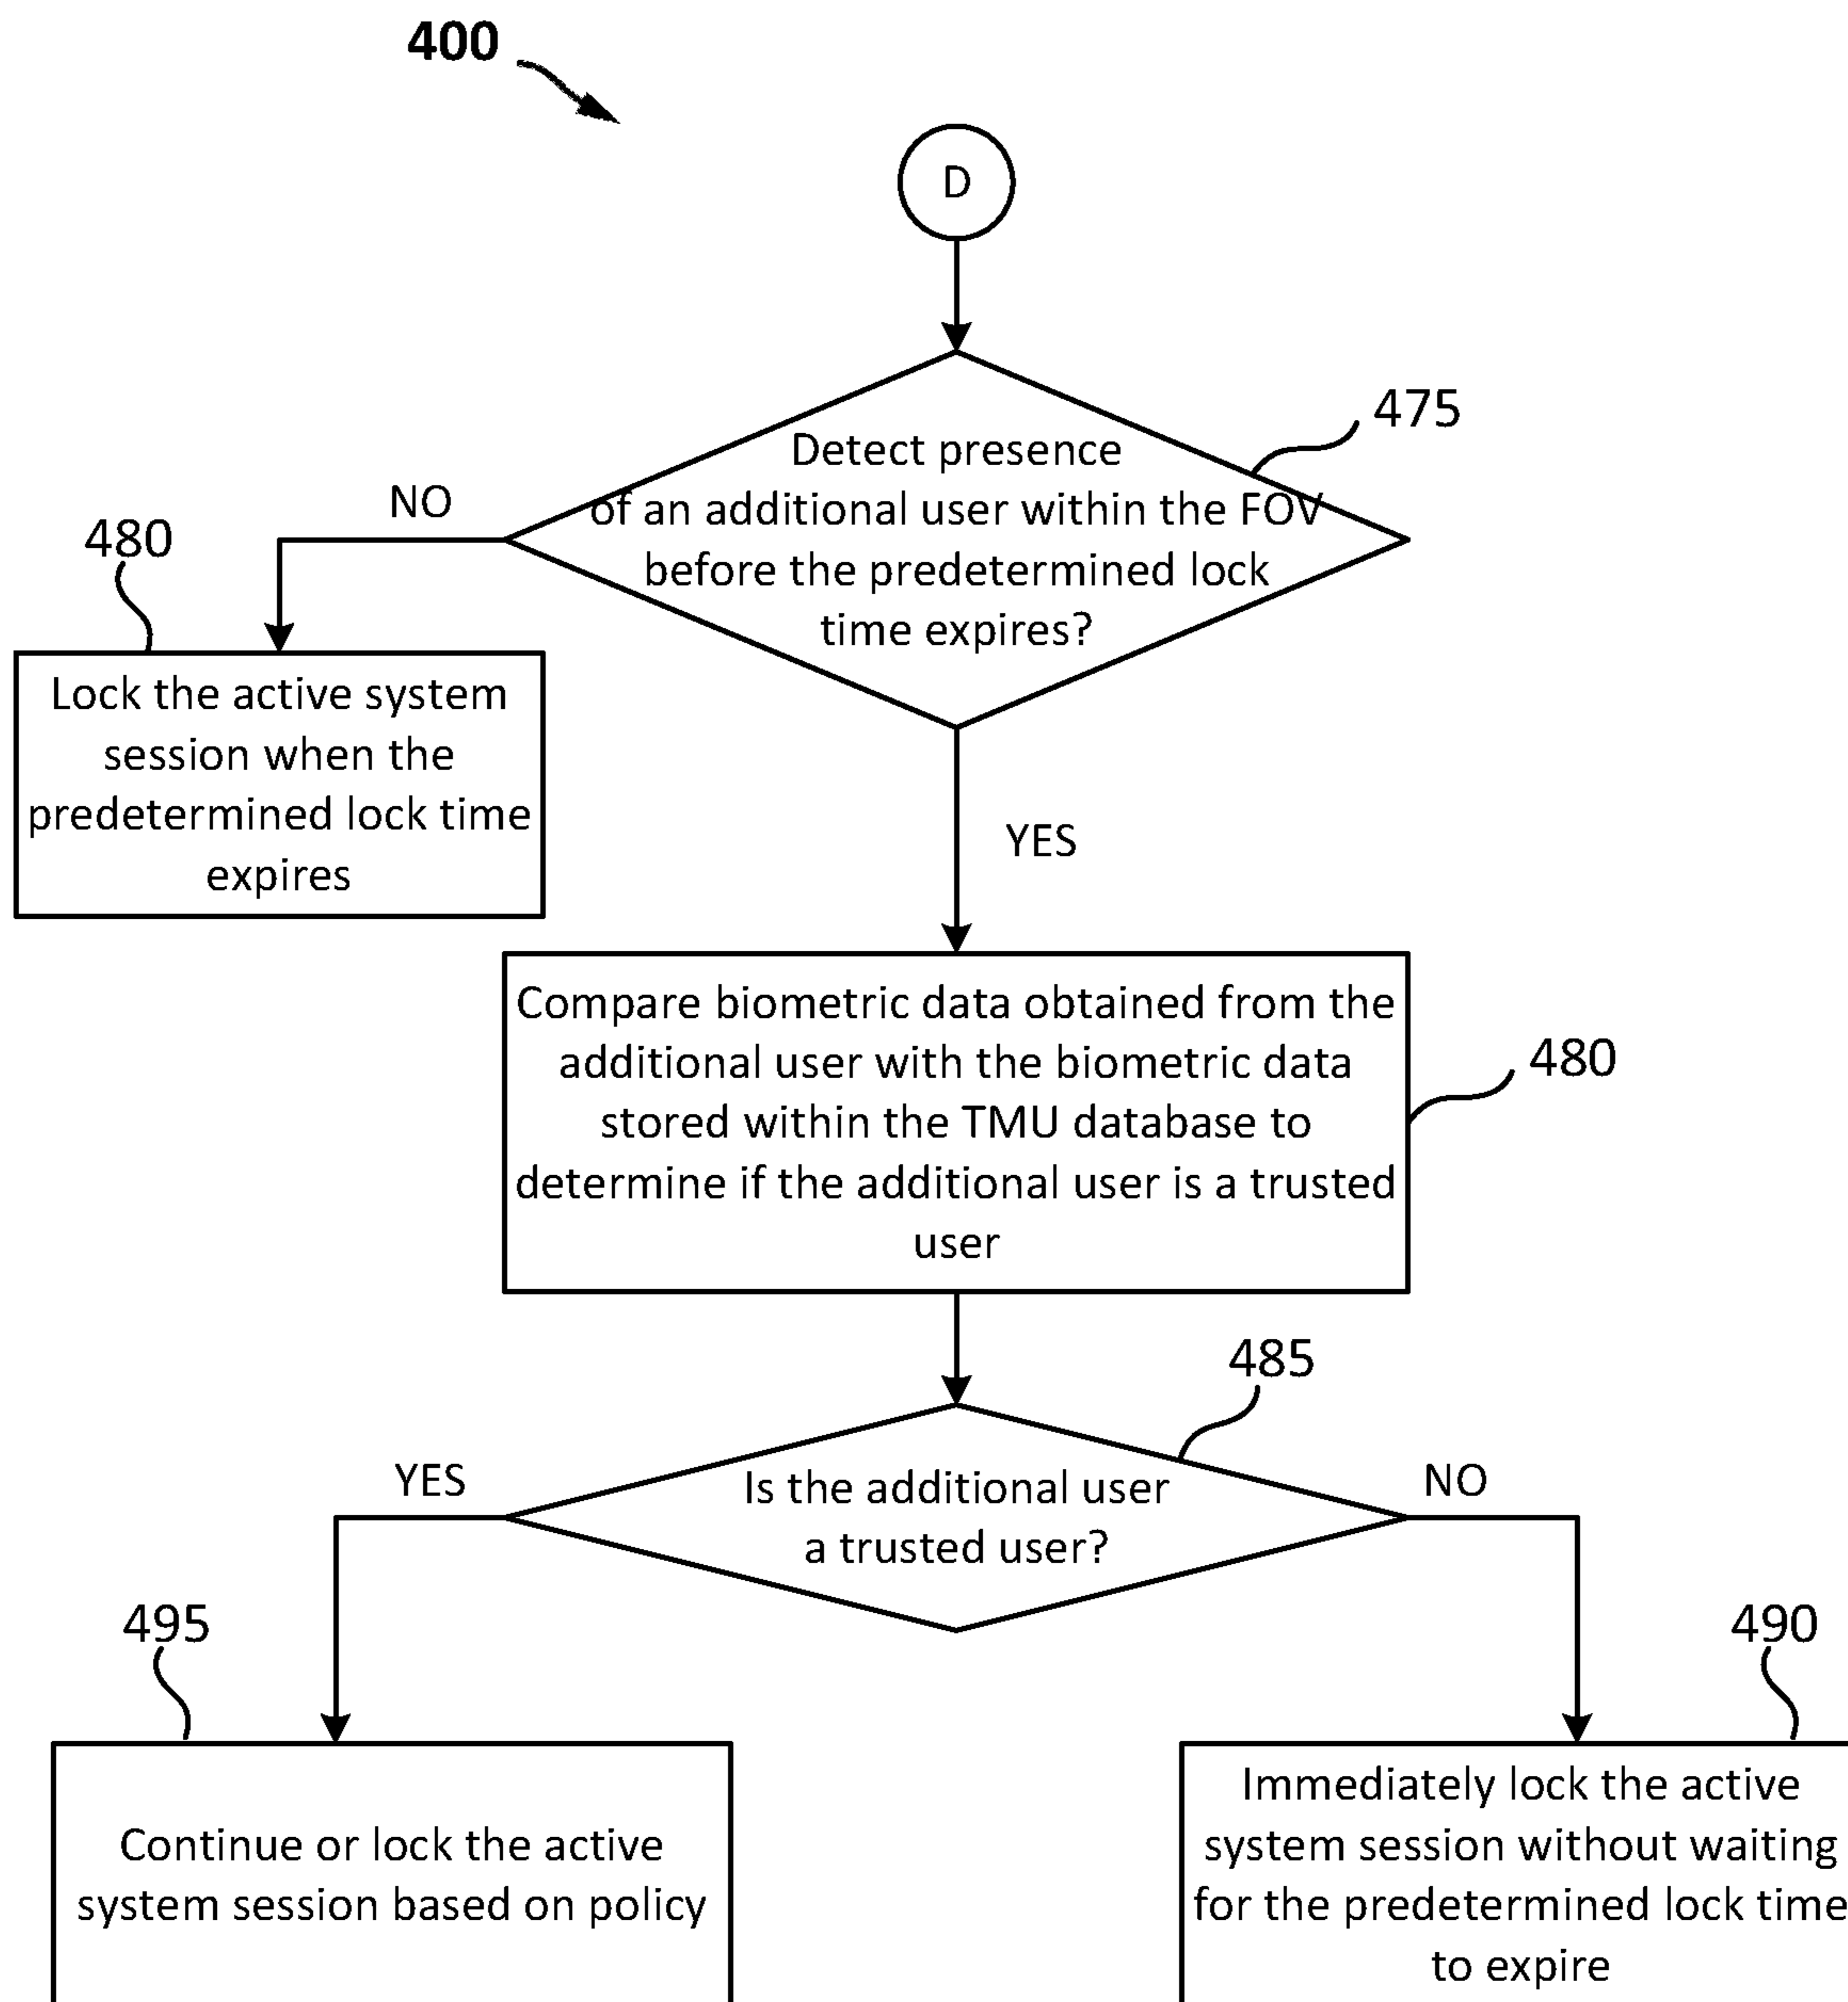 400
D
475
Detect presence
of an additional user within the FOV
before the predetermined lock
time expires?
NO
480
Lock the active system
session when the
predetermined lock time
expires
YES
Compare biometric data obtained from the
additional user with the biometric data
stored within the TMU database to
determine if the additional user is a trusted
user
480
485
Is the additional user
a trusted user?
YES
NO
495
490
Continue or lock the active
system session based on policy
Immediately lock the active
system session without waiting
for the predetermined lock time
to expire